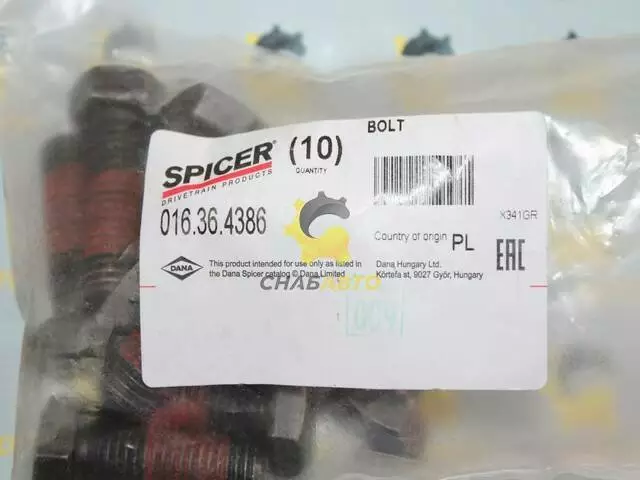 BOLT
SPICER®
DRIVETRAIN PRODUCTS
(10)
QUANTITY
016.36.4386
X341GR
Country of origin PL
EAC
DANA
This product intended for use only as listed in
the Dana Spicer catalog © Dana Limited
Dana Hungary Ltd.
Körtefa st, 9027 Győr, Hungary
СНАБАВТО